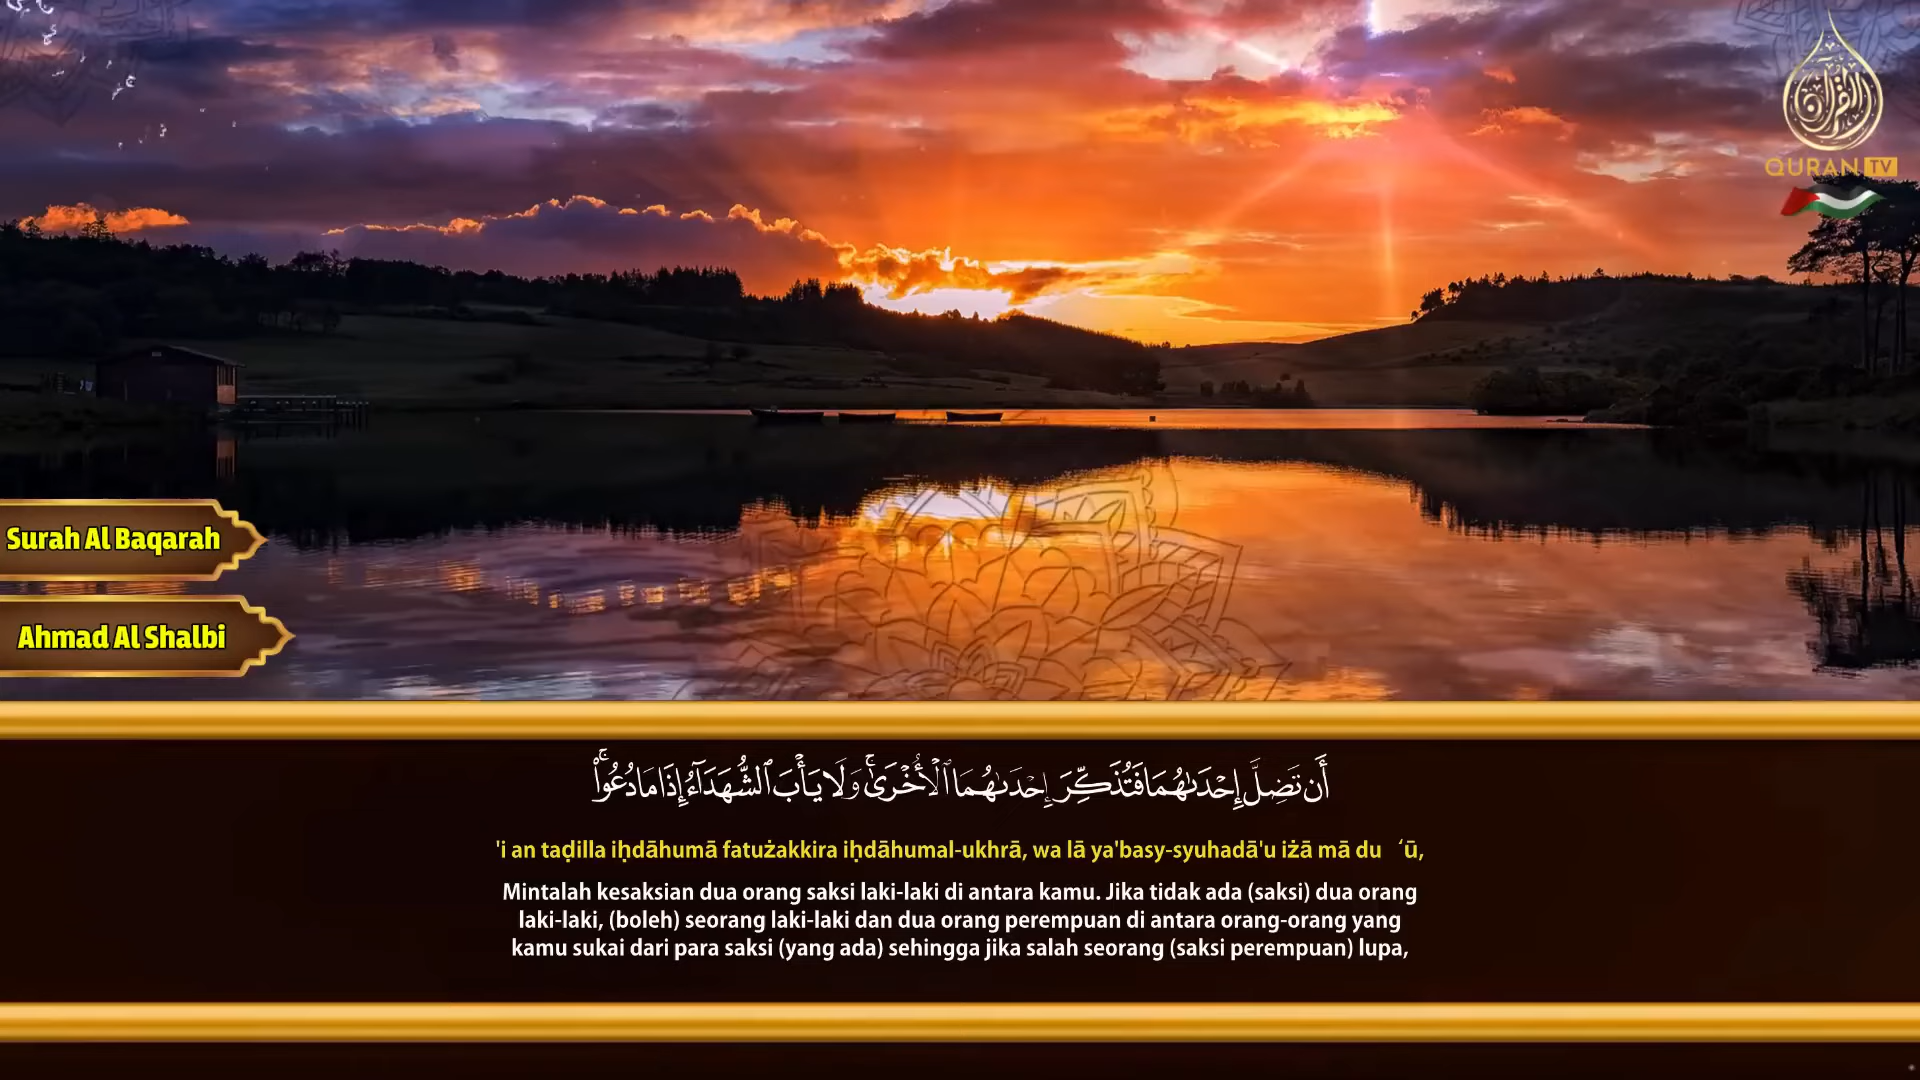 القرآن
QURAN TV
Surah Al Baqarah
Ahmad Al Shalbi
أَن تَضِلَّ إِحْدَىٰهُمَا فَتُذَكِّرَ إِحْدَىٰهُمَا ٱلْأُخْرَىٰۚ وَلَا يَأْبَ ٱلشُّهَدَآءُ إِذَا مَا دُعُوا۟ۚ
'i an taḍilla iḥdāhumā fatużakkira iḥdāhumal-ukhrā, wa lā ya'basy-syuhadā'u iżā mā du ‘ū,
Mintalah kesaksian dua orang saksi laki-laki di antara kamu. Jika tidak ada (saksi) dua orang
laki-laki, (boleh) seorang laki-laki dan dua orang perempuan di antara orang-orang yang
kamu sukai dari para saksi (yang ada) sehingga jika salah seorang (saksi perempuan) lupa,